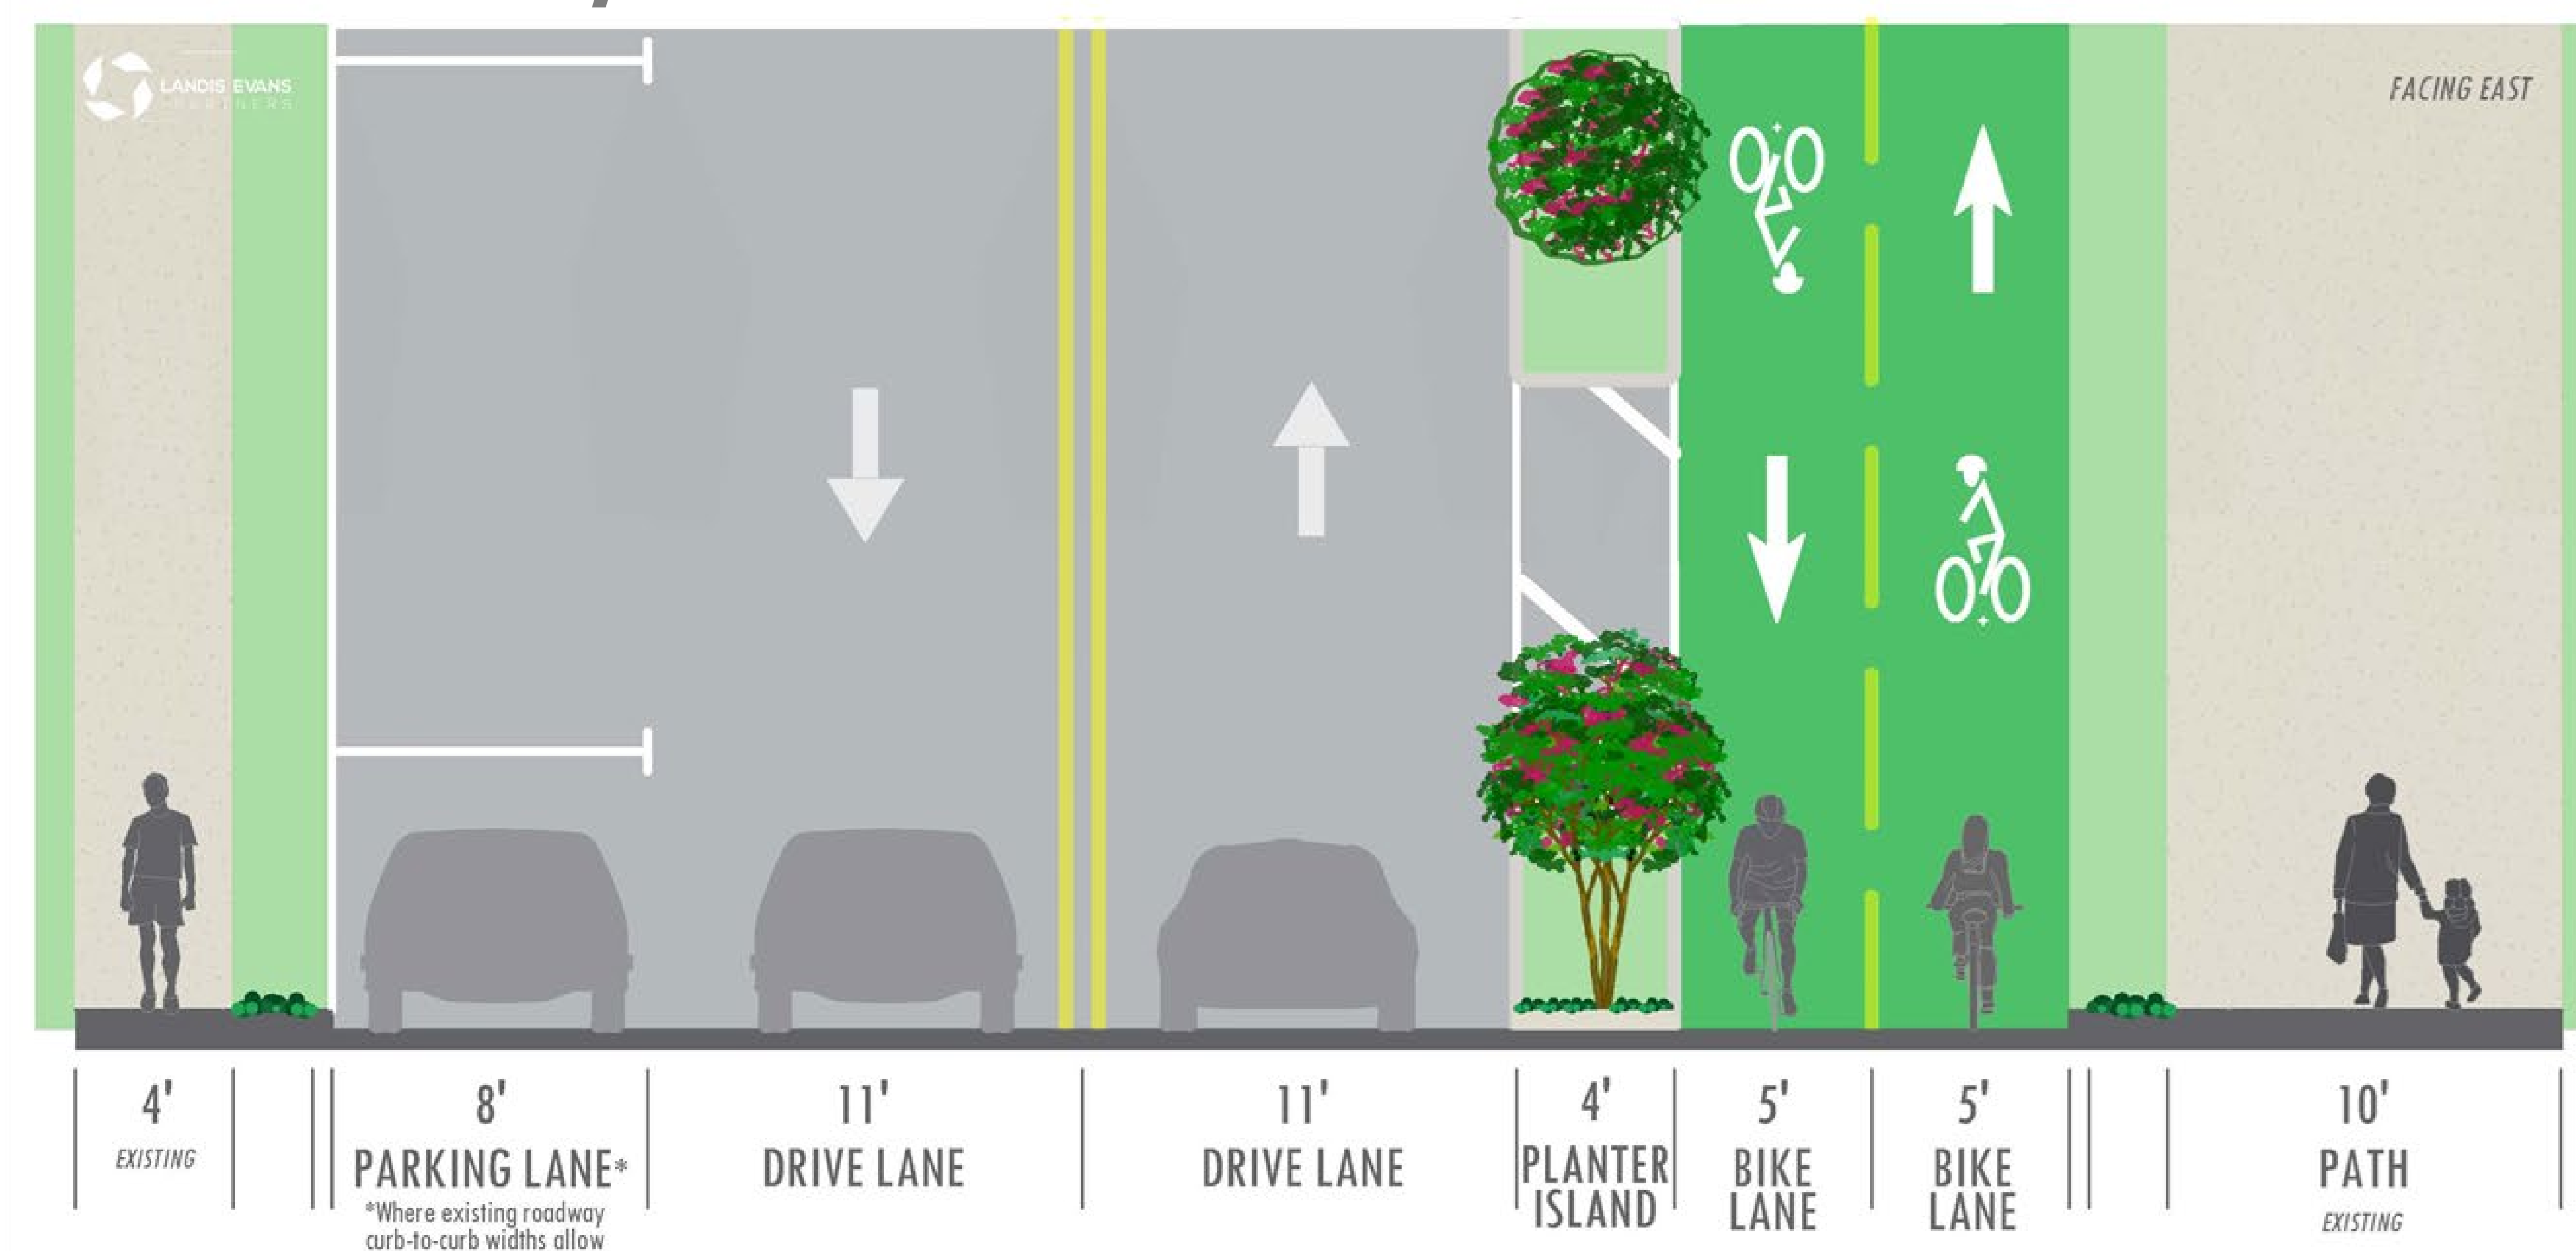 LANDIS EVANS
PARTNERS
FACING EAST
4'
EXISTING
8'
PARKING LANE*
*Where existing roadway
curb-to-curb widths allow
11'
DRIVE LANE
11'
DRIVE LANE
4'
PLANTER
ISLAND
5'
BIKE
LANE
5'
BIKE
LANE
10'
PATH
EXISTING